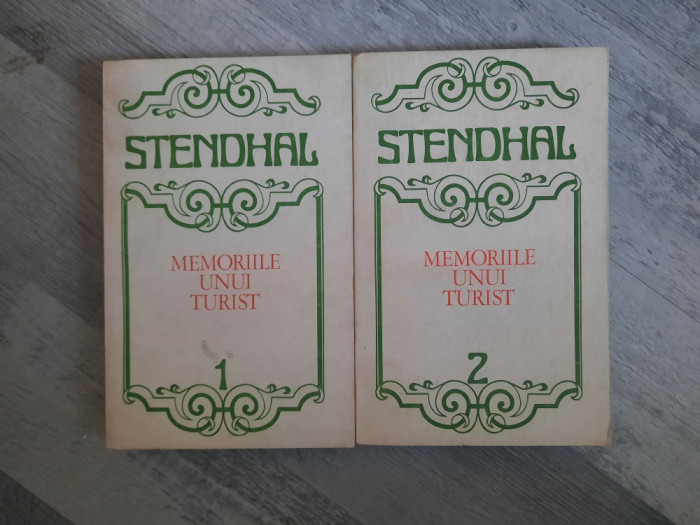 STENDHAL
MEMORIILE
UNUI
TURIST
1
STENDHAL
MEMORIILE
UNUI
TURIST
2